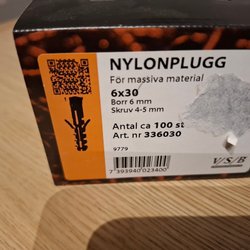 NYLONPLUGG
För massiva material
6x30
Borr 6 mm
Skruv 4-5 mm
Antal ca 100 st
Art. nr 336030
9779
7 393940 023400
V/S/B